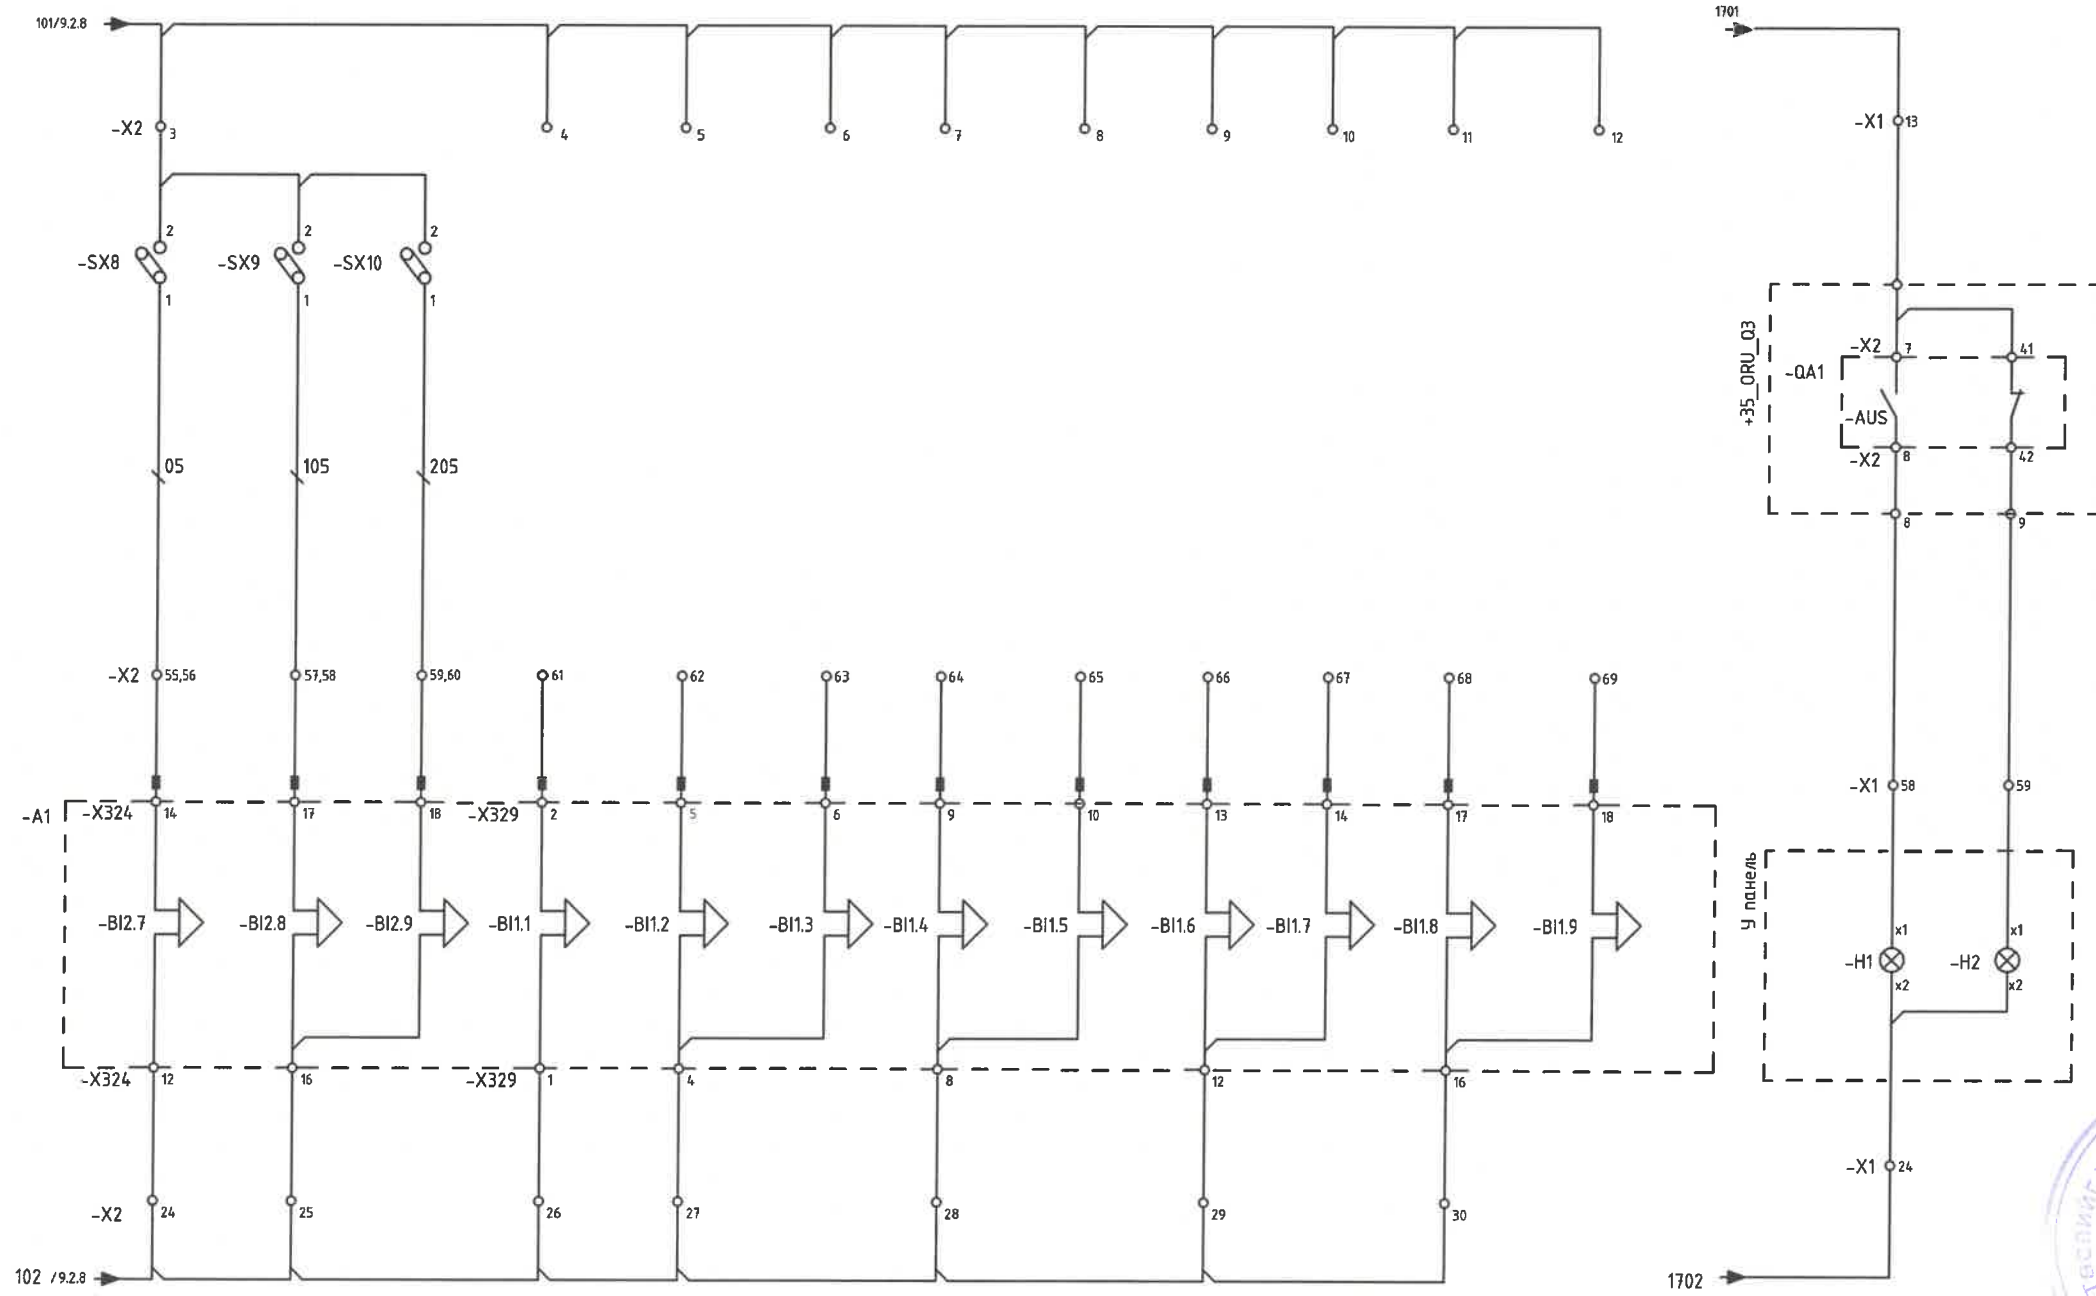 101/9.2.8
1701
-X2 3 4 5 6 7 8 9 10 11 12
-X1 13
2 2 2
-SX8 -SX9 -SX10
1 1 1
+35_ORU_Q3
-X2 7 41
-QA1
-AUS
-X2 8 42
05 105 205
8 9
-X2 55,56 57,58 59,60 61 62 63 64 65 66 67 68 69
-X1 58 59
-A1 -X324 14 17 18 -X329 2 5 6 9 10 13 14 17 18
У панель
-BI2.7 -BI2.8 -BI2.9 -BI1.1 -BI1.2 -BI1.3 -BI1.4 -BI1.5 -BI1.6 -BI1.7 -BI1.8 -BI1.9
x1 x1
-H1 -H2
x2 x2
-X324 12 16 -X329 1 4 8 12 16
-X1 24
-X2 24 25 26 27 28 29 30
102 /9.2.8
1702